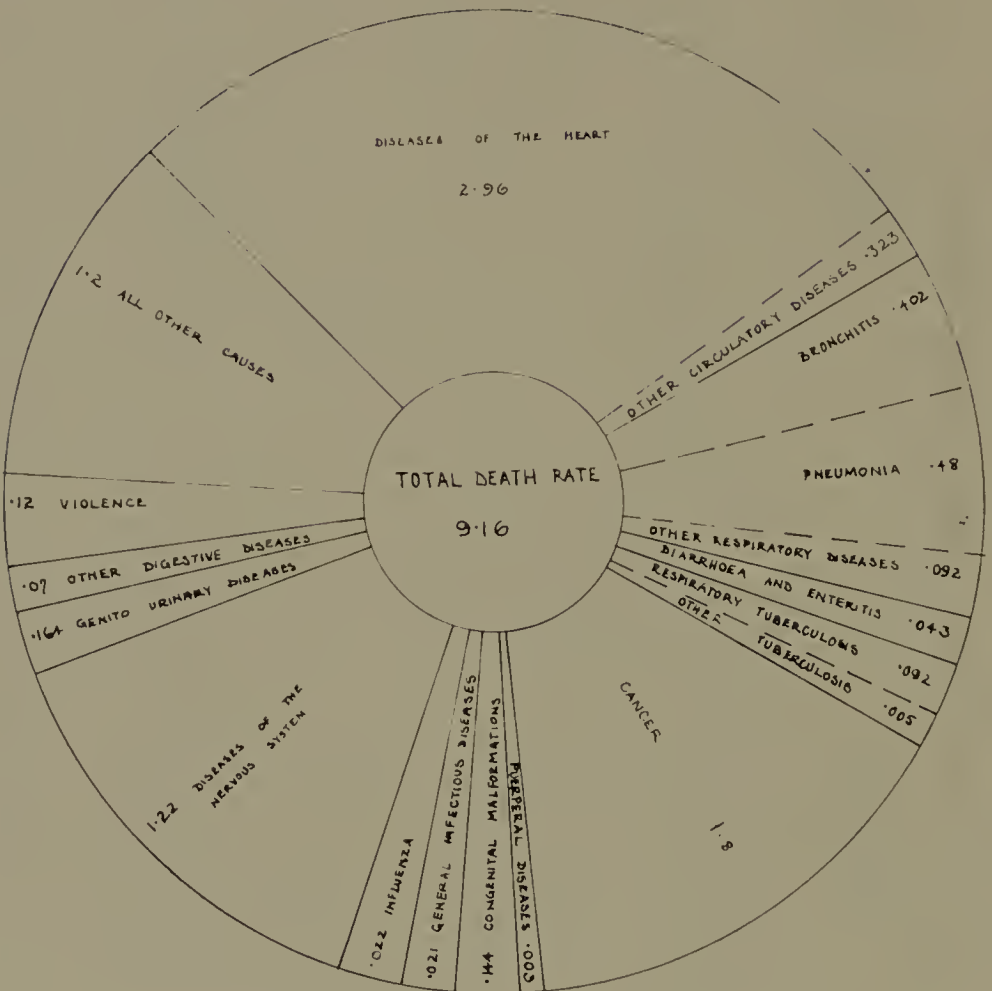 DISEASES OF THE HEART
2·96
OTHER CIRCULATORY DISEASES ·323
BRONCHITIS ·402
PNEUMONIA ·48
OTHER RESPIRATORY DISEASES ·092
DIARRHOEA AND ENTERITIS ·043
RESPIRATORY TUBERCULOSIS ·092
OTHER TUBERCULOSIS ·005
CANCER
1·8
PUERPERAL DISEASES ·003
·144 CONGENITAL MALFORMATIONS
·021 GENERAL INFECTIOUS DISEASES
·022 INFLUENZA
1·22 DISEASES OF THE
NERVOUS SYSTEM
·164 GENITO URINARY DISEASES
·07 OTHER DIGESTIVE DISEASES
·12 VIOLENCE
1·2 ALL OTHER CAUSES
TOTAL DEATH RATE
9·16